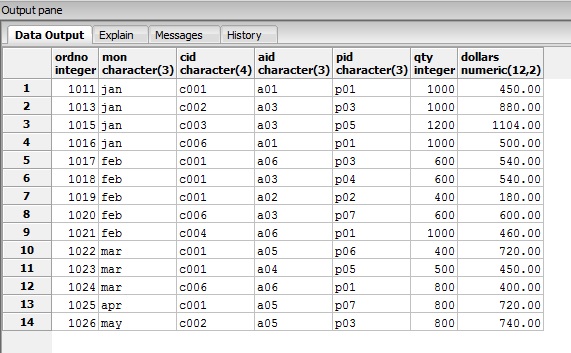 Output pane
Data Output Explain Messages History
ordno mon cid aid pid qty dollars
integer character(3) character(4) character(3) character(3) integer numeric(12,2)
1 1011 jan c001 a01 p01 1000 450.00
2 1013 jan c002 a03 p03 1000 880.00
3 1015 jan c003 a03 p05 1200 1104.00
4 1016 jan c006 a01 p01 1000 500.00
5 1017 feb c001 a06 p03 600 540.00
6 1018 feb c001 a03 p04 600 540.00
7 1019 feb c001 a02 p02 400 180.00
8 1020 feb c006 a03 p07 600 600.00
9 1021 feb c004 a06 p01 1000 460.00
10 1022 mar c001 a05 p06 400 720.00
11 1023 mar c001 a04 p05 500 450.00
12 1024 mar c006 a06 p01 800 400.00
13 1025 apr c001 a05 p07 800 720.00
14 1026 may c002 a05 p03 800 740.00